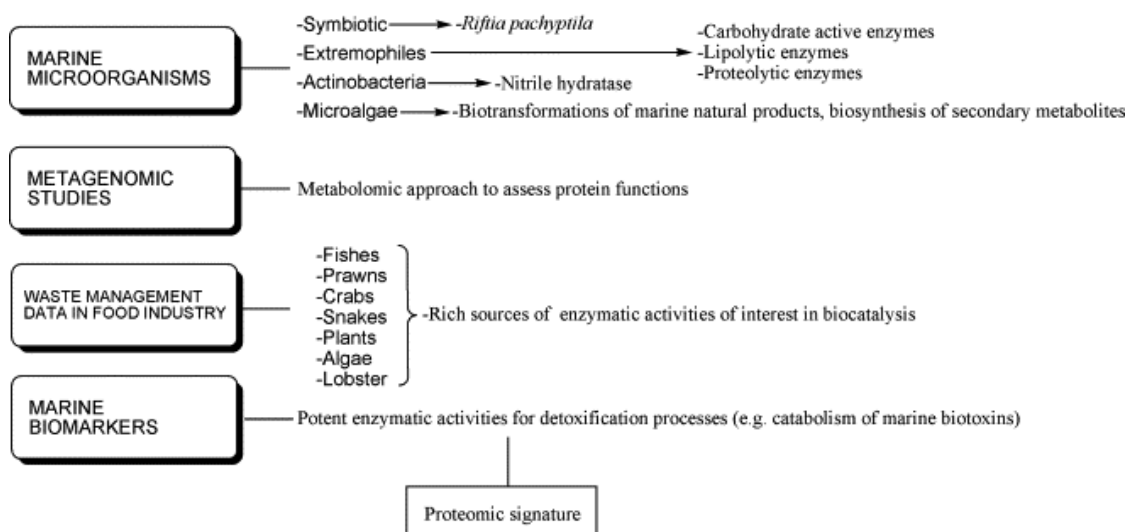 MARINE
MICROORGANISMS
-Symbiotic
-Riftia pachyptila
-Extremophiles
-Carbohydrate active enzymes
-Lipolytic enzymes
-Proteolytic enzymes
-Actinobacteria
-Nitrile hydratase
-Microalgae
-Biotransformations of marine natural products, biosynthesis of secondary metabolites
METAGENOMIC
STUDIES
Metabolomic approach to assess protein functions
WASTE MANAGEMENT
DATA IN FOOD INDUSTRY
-Fishes
-Prawns
-Crabs
-Snakes
-Plants
-Algae
-Lobster
-Rich sources of enzymatic activities of interest in biocatalysis
MARINE
BIOMARKERS
Potent enzymatic activities for detoxification processes (e.g. catabolism of marine biotoxins)
Proteomic signature